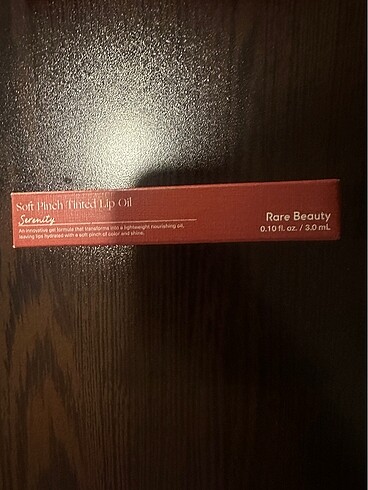 Soft Pinch Tinted Lip Oil
Serenity
An innovative gel formula that transforms into a lightweight nourishing oil,
leaving lips hydrated with a soft pinch of color and shine.
Rare Beauty
0.10 fl. oz. / 3.0 mL